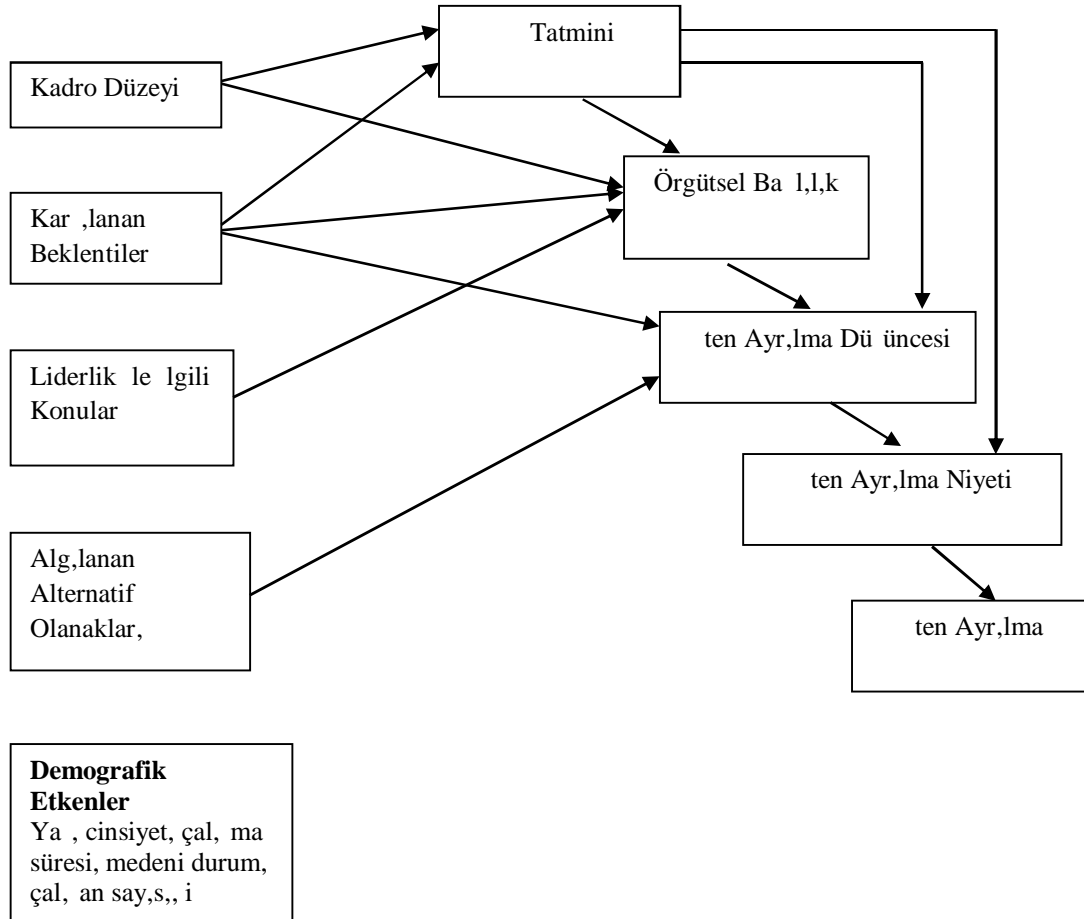 Tatmini
Kadro Düzeyi
Örgütsel Ba l,l,k
Kar ,lanan
Beklentiler
ten Ayr,lma Dü üncesi
Liderlik le lgili
Konular
ten Ayr,lma Niyeti
Alg,lanan
Alternatif
Olanaklar,
ten Ayr,lma
Demografik
Etkenler
Ya , cinsiyet, çal, ma
süresi, medeni durum,
çal, an say,s,, i